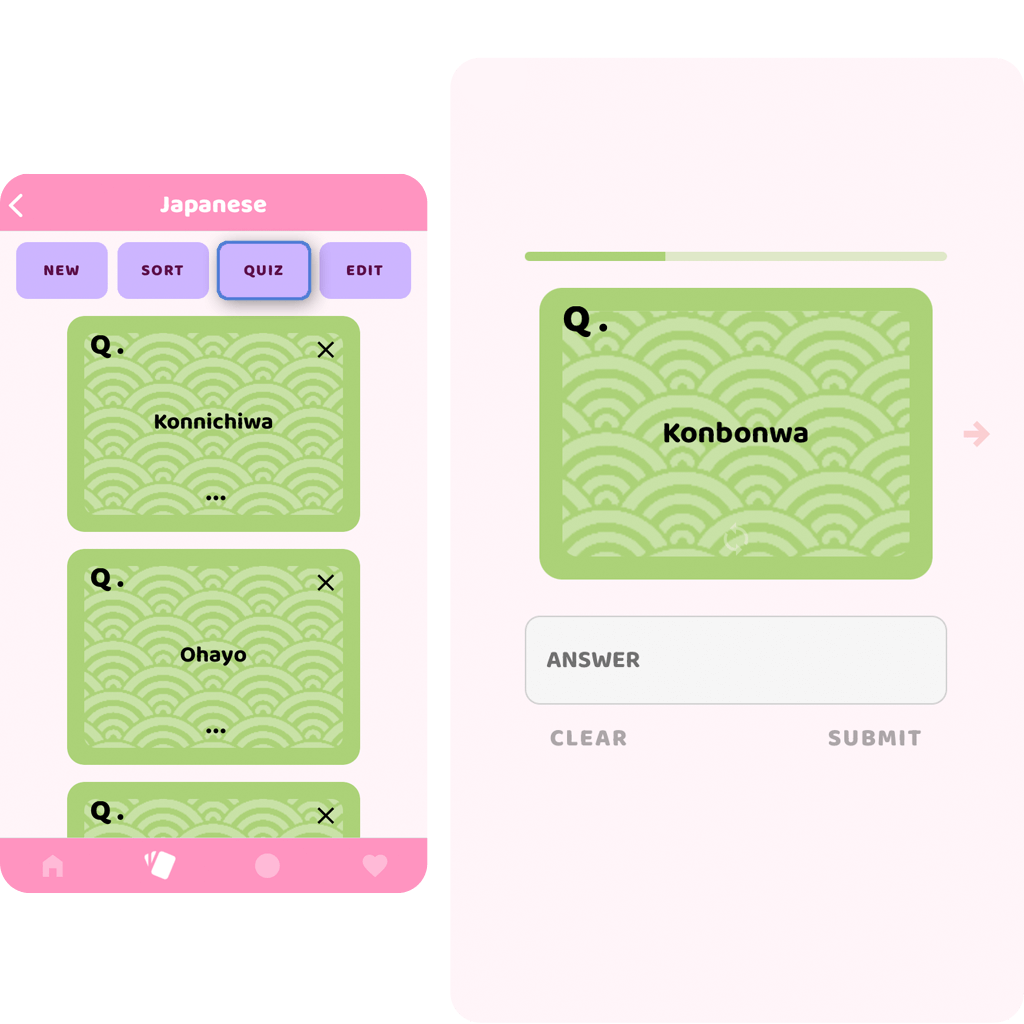 Japanese
NEW SORT QUIZ EDIT
Q.
Konnichiwa
...
Q.
Ohayo
...
Q.
Q.
Konbonwa
ANSWER
CLEAR SUBMIT